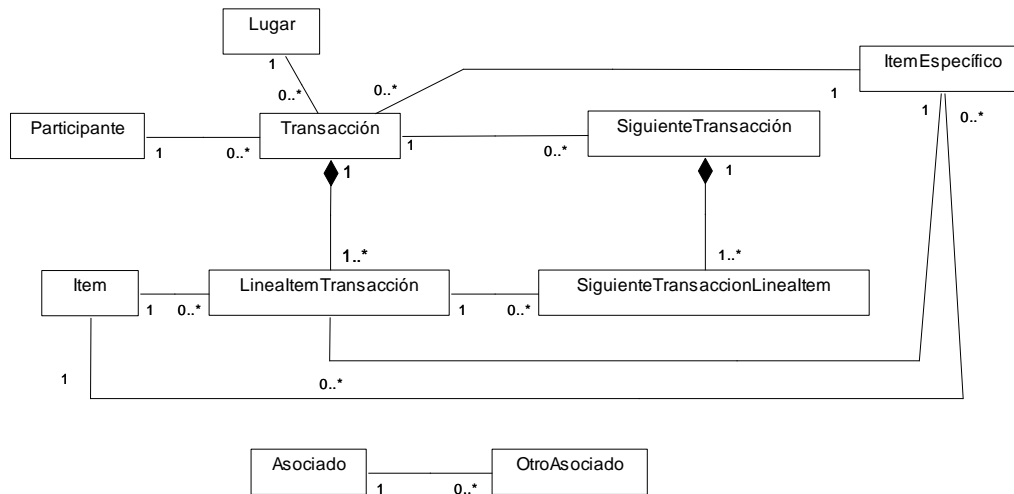 Lugar
1
0..*
0..*
ItemEspecífico
1
1
0..*
Participante
1
0..*
Transacción
1
0..*
SiguienteTransacción
1
1
1..*
1..*
Item
1
0..*
LineaItemTransacción
1
0..*
SiguienteTransaccionLineaItem
1
0..*
Asociado
1
0..*
OtroAsociado